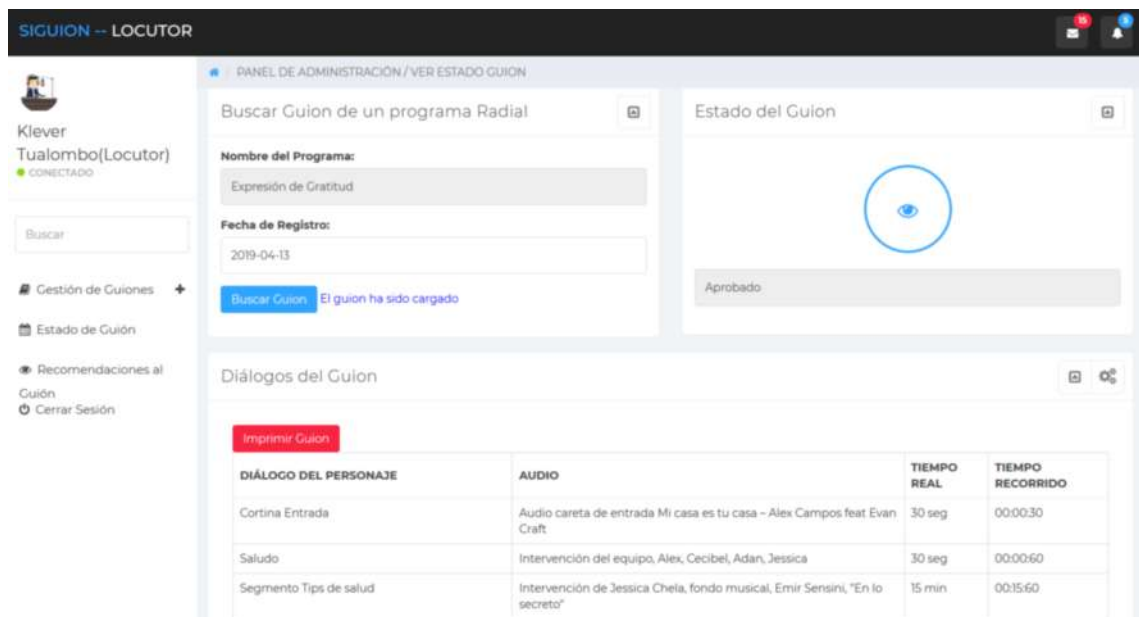 SIGUION -- LOCUTOR
15
5
Klever
Tualombo(Locutor)
CONECTADO
Buscar
Gestión de Guiones
Estado de Guión
Recomendaciones al
Guión
Cerrar Sesión
/ PANEL DE ADMINISTRACIÓN / VER ESTADO GUION
Buscar Guion de un programa Radial
Nombre del Programa:
Expresión de Gratitud
Fecha de Registro:
2019-04-13
Buscar Guion El guion ha sido cargado
Estado del Guion
Aprobado
Diálogos del Guion
Imprimir Guion
DIÁLOGO DEL PERSONAJE AUDIO TIEMPO REAL TIEMPO RECORRIDO
Cortina Entrada Audio careta de entrada Mi casa es tu casa – Alex Campos feat Evan 30 seg 00:00:30
Craft
Saludo Intervención del equipo, Alex, Cecibel, Adan, Jessica 30 seg 00:00:60
Segmento Tips de salud Intervención de Jessica Chela, fondo musical, Emir Sensini, "En lo 15 min 00:15:60
secreto"